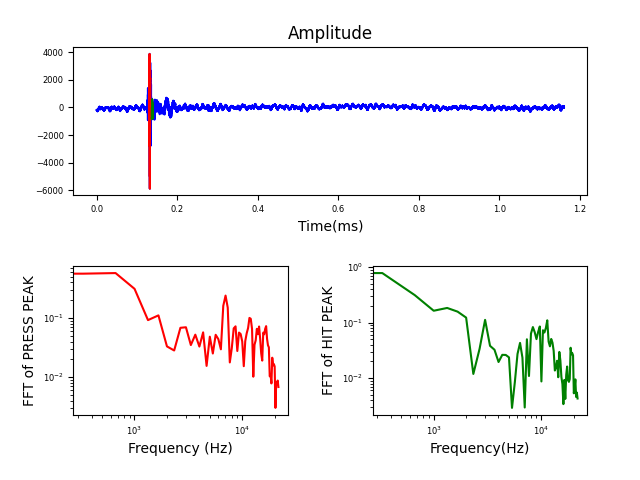 Amplitude
4000
2000
0
−2000
−4000
−6000
0.0 0.2 0.4 0.6 0.8 1.0 1.2
Time(ms)
FFT of PRESS PEAK
10⁻¹
10⁻²
10³ 10⁴
Frequency (Hz)
FFT of HIT PEAK
10⁰
10⁻¹
10⁻²
10³ 10⁴
Frequency(Hz)